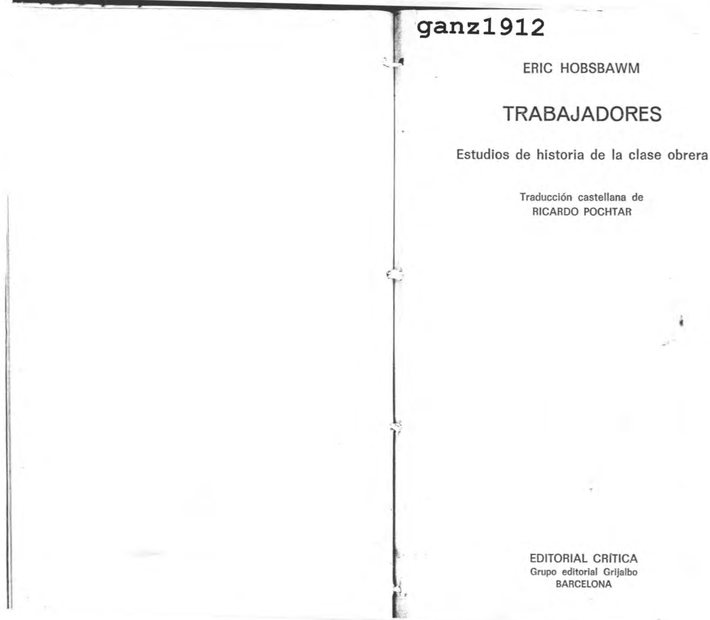 ganz1912
ERIC HOBSBAWM
TRABAJADORES
Estudios de historia de la clase obrera
Traducción castellana de
RICARDO POCHTAR
EDITORIAL CRÍTICA
Grupo editorial Grijalbo
BARCELONA